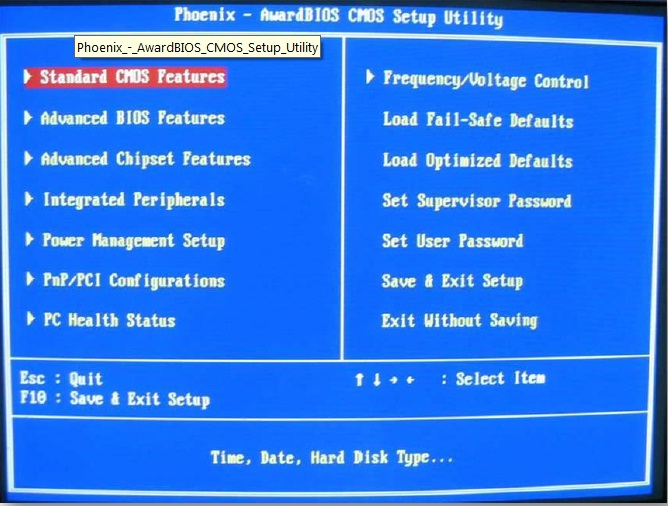 Phoenix - AwardBIOS CMOS Setup Utility
Phoenix_-_AwardBIOS_CMOS_Setup_Utility
Standard CMOS Features
Advanced BIOS Features
Advanced Chipset Features
Integrated Peripherals
Power Management Setup
PnP/PCI Configurations
PC Health Status
Frequency/Voltage Control
Load Fail-Safe Defaults
Load Optimized Defaults
Set Supervisor Password
Set User Password
Save & Exit Setup
Exit Without Saving
Esc : Quit
F10 : Save & Exit Setup
↑ ↓ → ← : Select Item
Time, Date, Hard Disk Type...